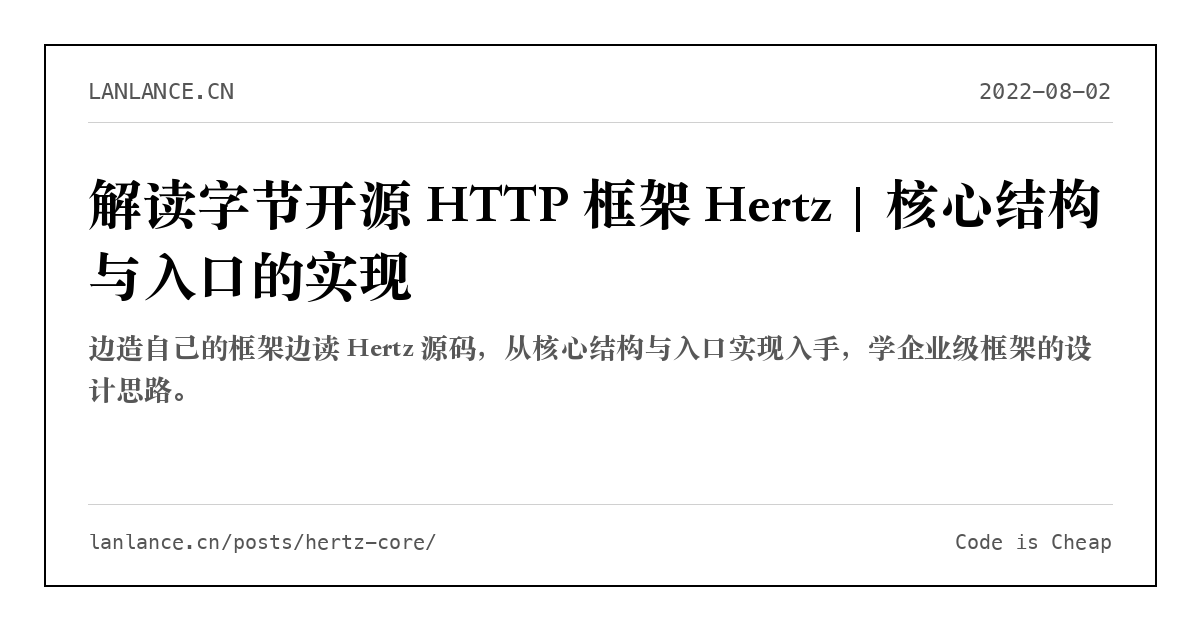 LANLANCE.CN
2022-08-02
解读字节开源 HTTP 框架 Hertz | 核心结构
与入口的实现
边造自己的框架边读 Hertz 源码，从核心结构与入口实现入手，学企业级框架的设
计思路。
lanlance.cn/posts/hertz-core/
Code is Cheap